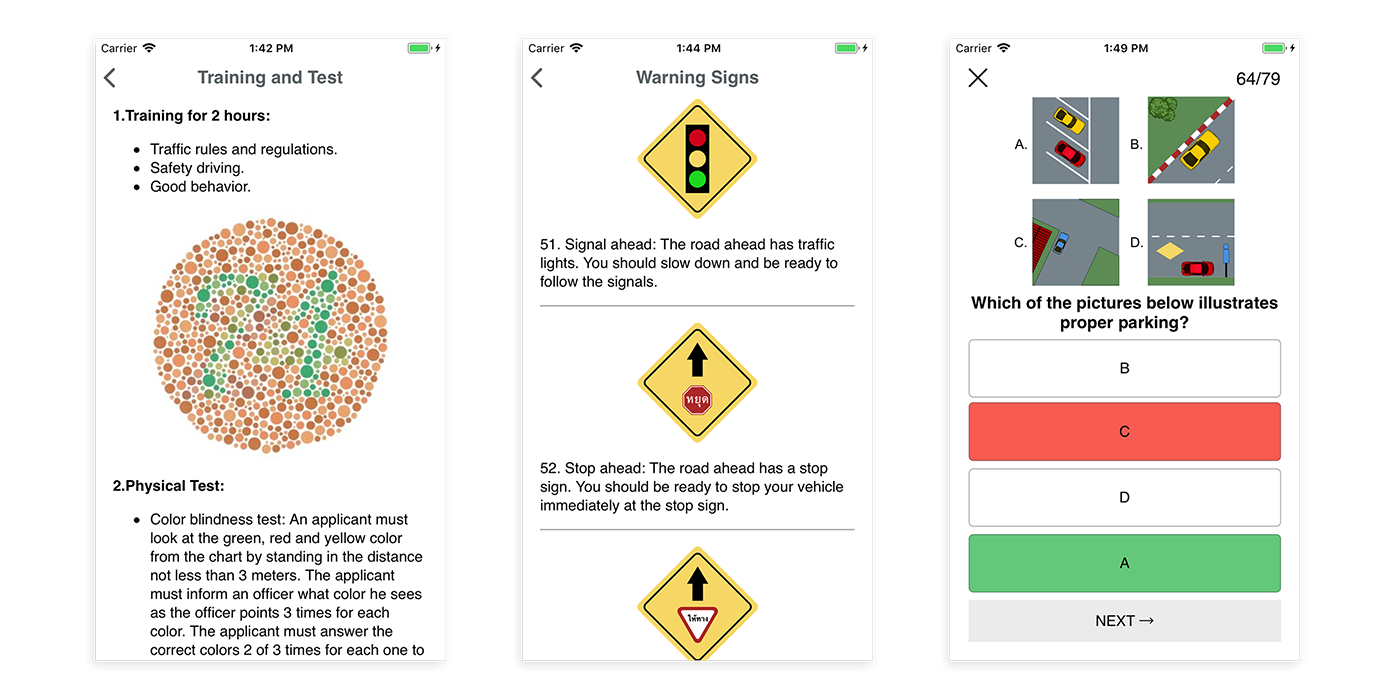 Carrier 1:42 PM
Training and Test
1.Training for 2 hours:
• Traffic rules and regulations.
• Safety driving.
• Good behavior.
74
2.Physical Test:
• Color blindness test: An applicant must
look at the green, red and yellow color
from the chart by standing in the distance
not less than 3 meters. The applicant
must inform an officer what color he sees
as the officer points 3 times for each
color. The applicant must answer the
correct colors 2 of 3 times for each one to
Carrier 1:44 PM
Warning Signs
51. Signal ahead: The road ahead has traffic
lights. You should slow down and be ready to
follow the signals.
หยุด
52. Stop ahead: The road ahead has a stop
sign. You should be ready to stop your vehicle
immediately at the stop sign.
ให้ทาง
Carrier 1:49 PM
64/79
A. B.
C. D.
Which of the pictures below illustrates
proper parking?
B
C
D
A
NEXT →